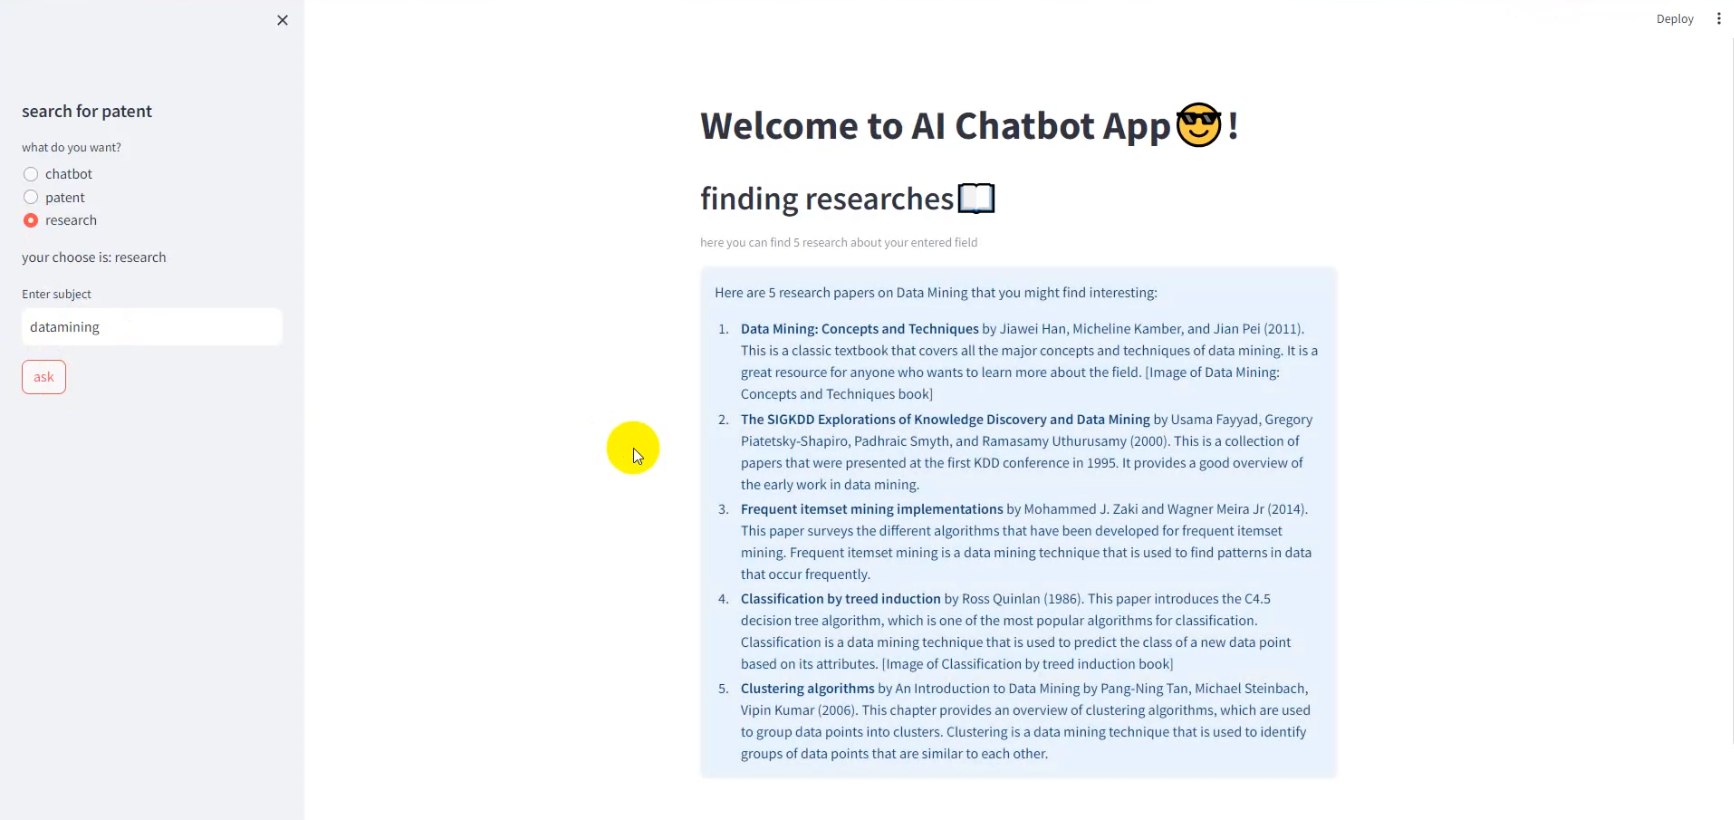 Deploy
search for patent
what do you want?
chatbot
patent
research
your choose is: research
Enter subject
datamining
ask
Welcome to AI Chatbot App😎!
finding researches📖
here you can find 5 research about your entered field
Here are 5 research papers on Data Mining that you might find interesting:
1. Data Mining: Concepts and Techniques by Jiawei Han, Micheline Kamber, and Jian Pei (2011).
This is a classic textbook that covers all the major concepts and techniques of data mining. It is a
great resource for anyone who wants to learn more about the field. [Image of Data Mining:
Concepts and Techniques book]
2. The SIGKDD Explorations of Knowledge Discovery and Data Mining by Usama Fayyad, Gregory
Piatetsky-Shapiro, Padhraic Smyth, and Ramasamy Uthurusamy (2000). This is a collection of
papers that were presented at the first KDD conference in 1995. It provides a good overview of
the early work in data mining.
3. Frequent itemset mining implementations by Mohammed J. Zaki and Wagner Meira Jr (2014).
This paper surveys the different algorithms that have been developed for frequent itemset
mining. Frequent itemset mining is a data mining technique that is used to find patterns in data
that occur frequently.
4. Classification by treed induction by Ross Quinlan (1986). This paper introduces the C4.5
decision tree algorithm, which is one of the most popular algorithms for classification.
Classification is a data mining technique that is used to predict the class of a new data point
based on its attributes. [Image of Classification by treed induction book]
5. Clustering algorithms by An Introduction to Data Mining by Pang-Ning Tan, Michael Steinbach,
Vipin Kumar (2006). This chapter provides an overview of clustering algorithms, which are used
to group data points into clusters. Clustering is a data mining technique that is used to identify
groups of data points that are similar to each other.